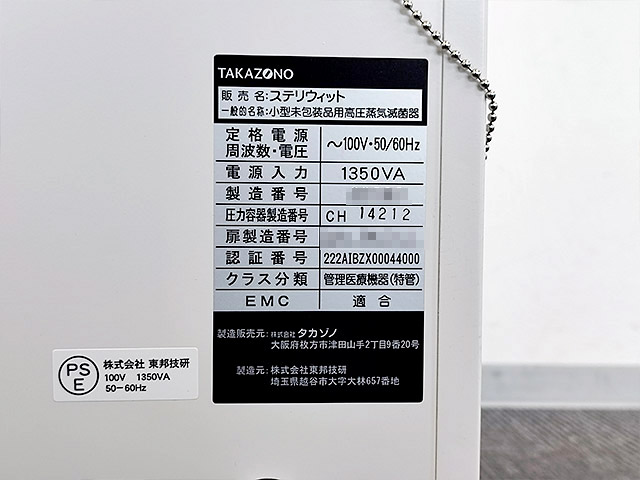 TAKAZONO
販売名:ステリウィット
一般的名称:小型未包装品用高圧蒸気滅菌器
定格電源
周波数・電圧
～100V・50/60Hz
電源入力 1350VA
製造番号
圧力容器製造番号 CH 14212
扉製造番号
認証番号 222AIBZX00044000
クラス分類 管理医療機器(特管)
EMC 適合
製造販売元:株式会社 タカゾノ
大阪府枚方市津田山手2丁目9番20号
製造元:株式会社 東邦技研
埼玉県越谷市大字大林657番地
PS
E
株式会社 東邦技研
100V 1350VA
50-60Hz